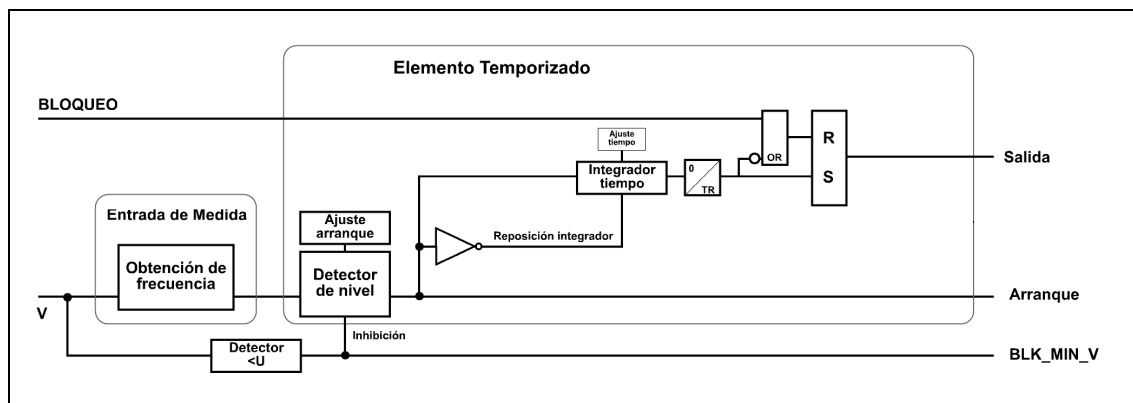 Elemento Temporizado
BLOQUEO
Ajuste
tiempo
R
OR
Salida
Integrador
tiempo
0
TR
S
Entrada de Medida
Ajuste
arranque
Reposición integrador
Obtención de
frecuencia
Detector
de nivel
Arranque
V
Inhibición
Detector
<U
BLK_MIN_V